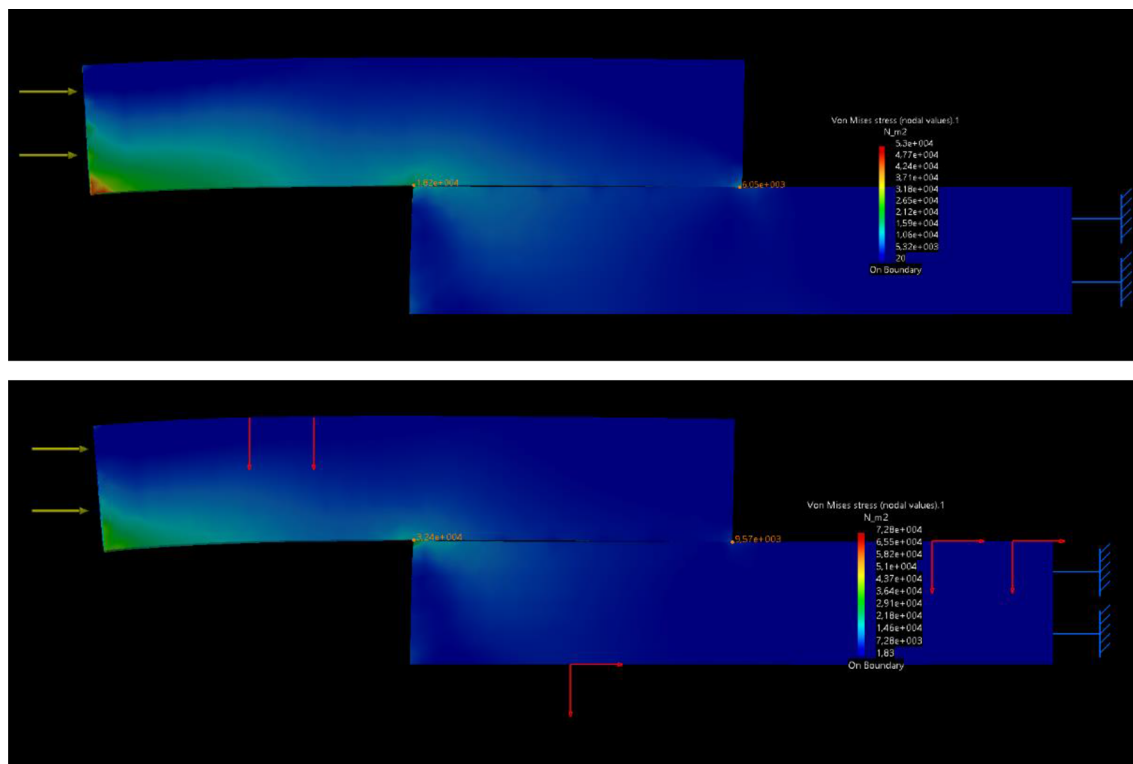 Von Mises stress (nodal values).1
N_m2
5,3e+004
4,77e+004
4,24e+004
3,71e+004
3,18e+004
2,65e+004
2,12e+004
1,59e+004
1,06e+004
5,32e+003
20
On Boundary
1,82e+004
6,05e+003
Von Mises stress (nodal values).1
N_m2
7,28e+004
6,55e+004
5,82e+004
5,1e+004
4,37e+004
3,64e+004
2,91e+004
2,18e+004
1,46e+004
7,28e+003
1,83
On Boundary
3,24e+004
9,57e+003